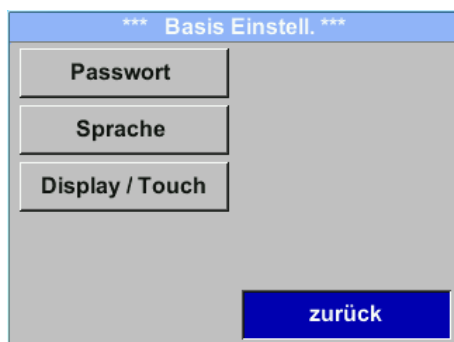 *** Basis Einstell. ***
Passwort
Sprache
Display / Touch
zurück